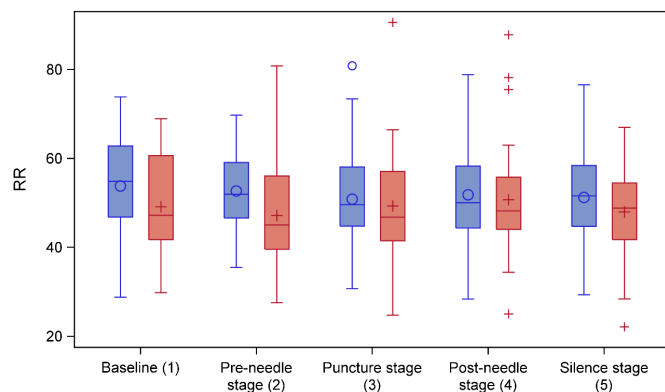 80
60
40
20
RR
Baseline (1)
Pre-needle
stage (2)
Puncture stage
(3)
Post-needle
stage (4)
Silence stage
(5)